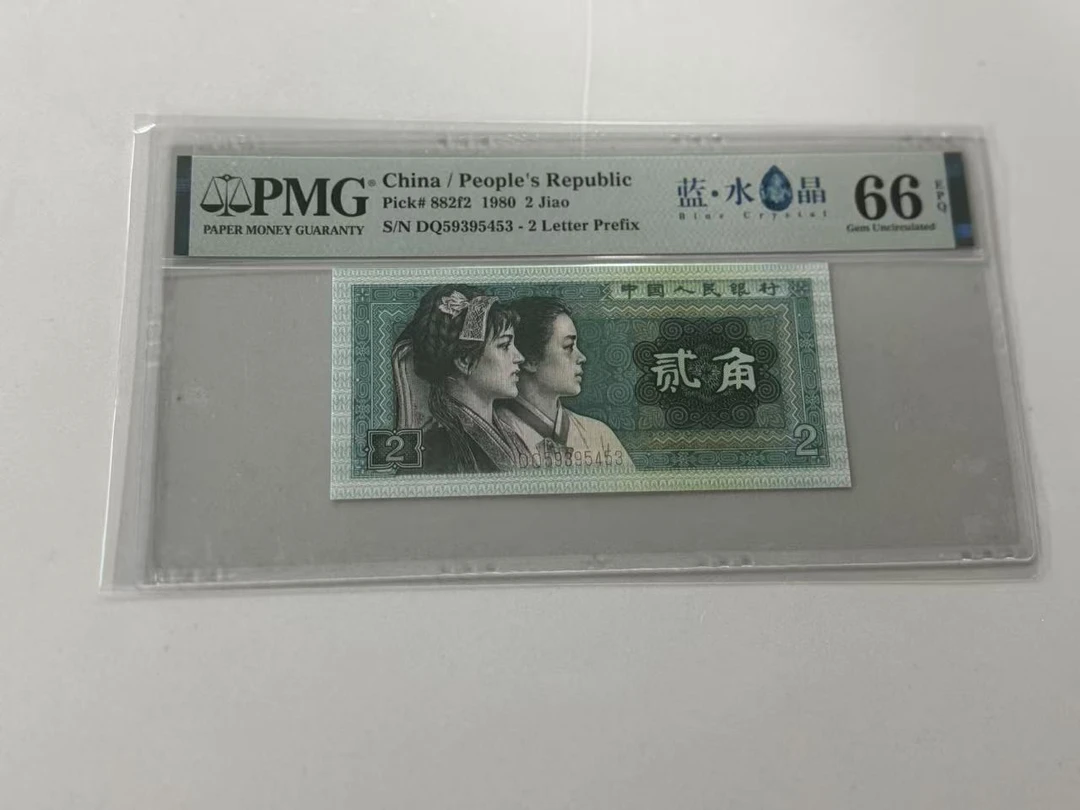 PMG®
PAPER MONEY GUARANTY
China / People's Republic
Pick# 882f2 1980 2 Jiao
S/N DQ59395453 - 2 Letter Prefix
蓝·水晶
Blue Crystal
66 EPQ
Gem Uncirculated
中国人民银行
贰角
2
DQ59395453
2